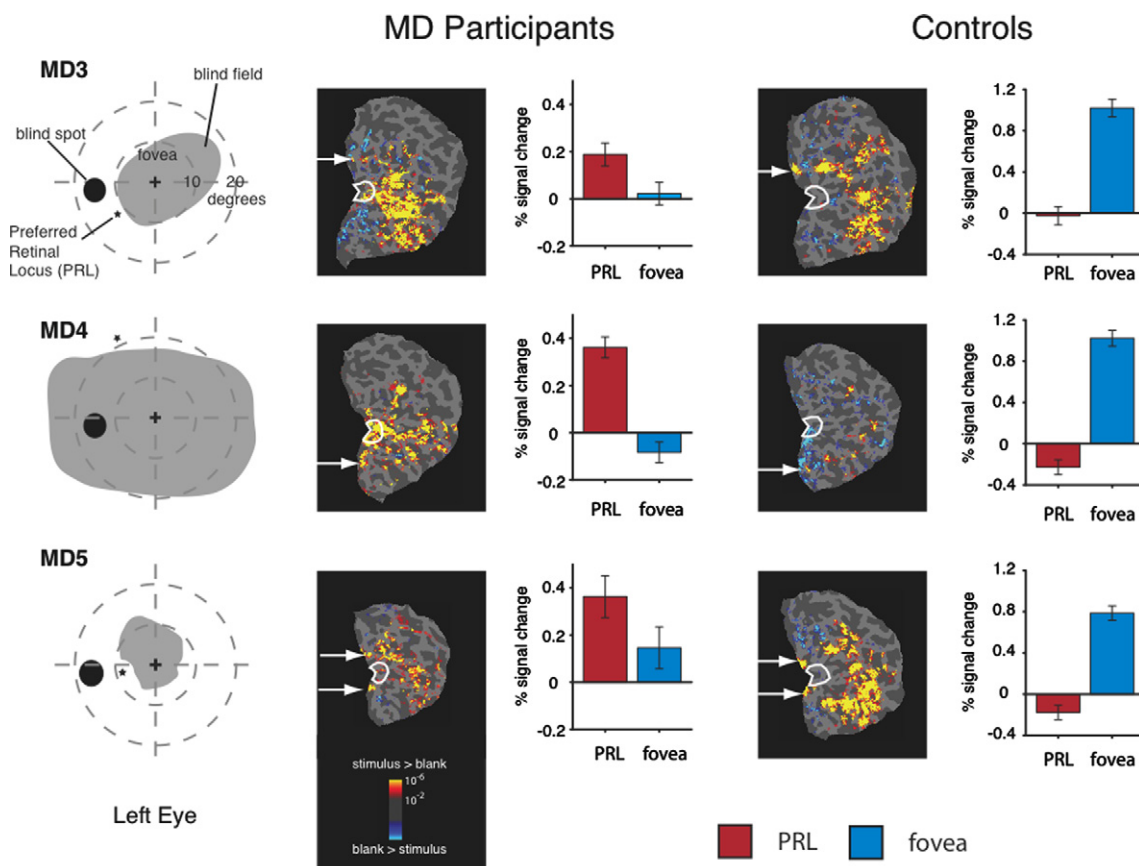 MD Participants
Controls
MD3
blind field
blind spot
fovea
10
20
degrees
Preferred
Retinal
Locus (PRL)
% signal change
0.4
0.2
0
-0.2
PRL
fovea
% signal change
1.2
0.8
0.4
0
-0.4
PRL
fovea
MD4
% signal change
0.4
0.2
0
-0.2
PRL
fovea
% signal change
1.2
0.8
0.4
0
-0.4
PRL
fovea
MD5
% signal change
0.4
0.2
0
-0.2
PRL
fovea
% signal change
1.2
0.8
0.4
0
-0.4
PRL
fovea
stimulus > blank
10⁻⁶
10⁻²
blank > stimulus
Left Eye
PRL
fovea